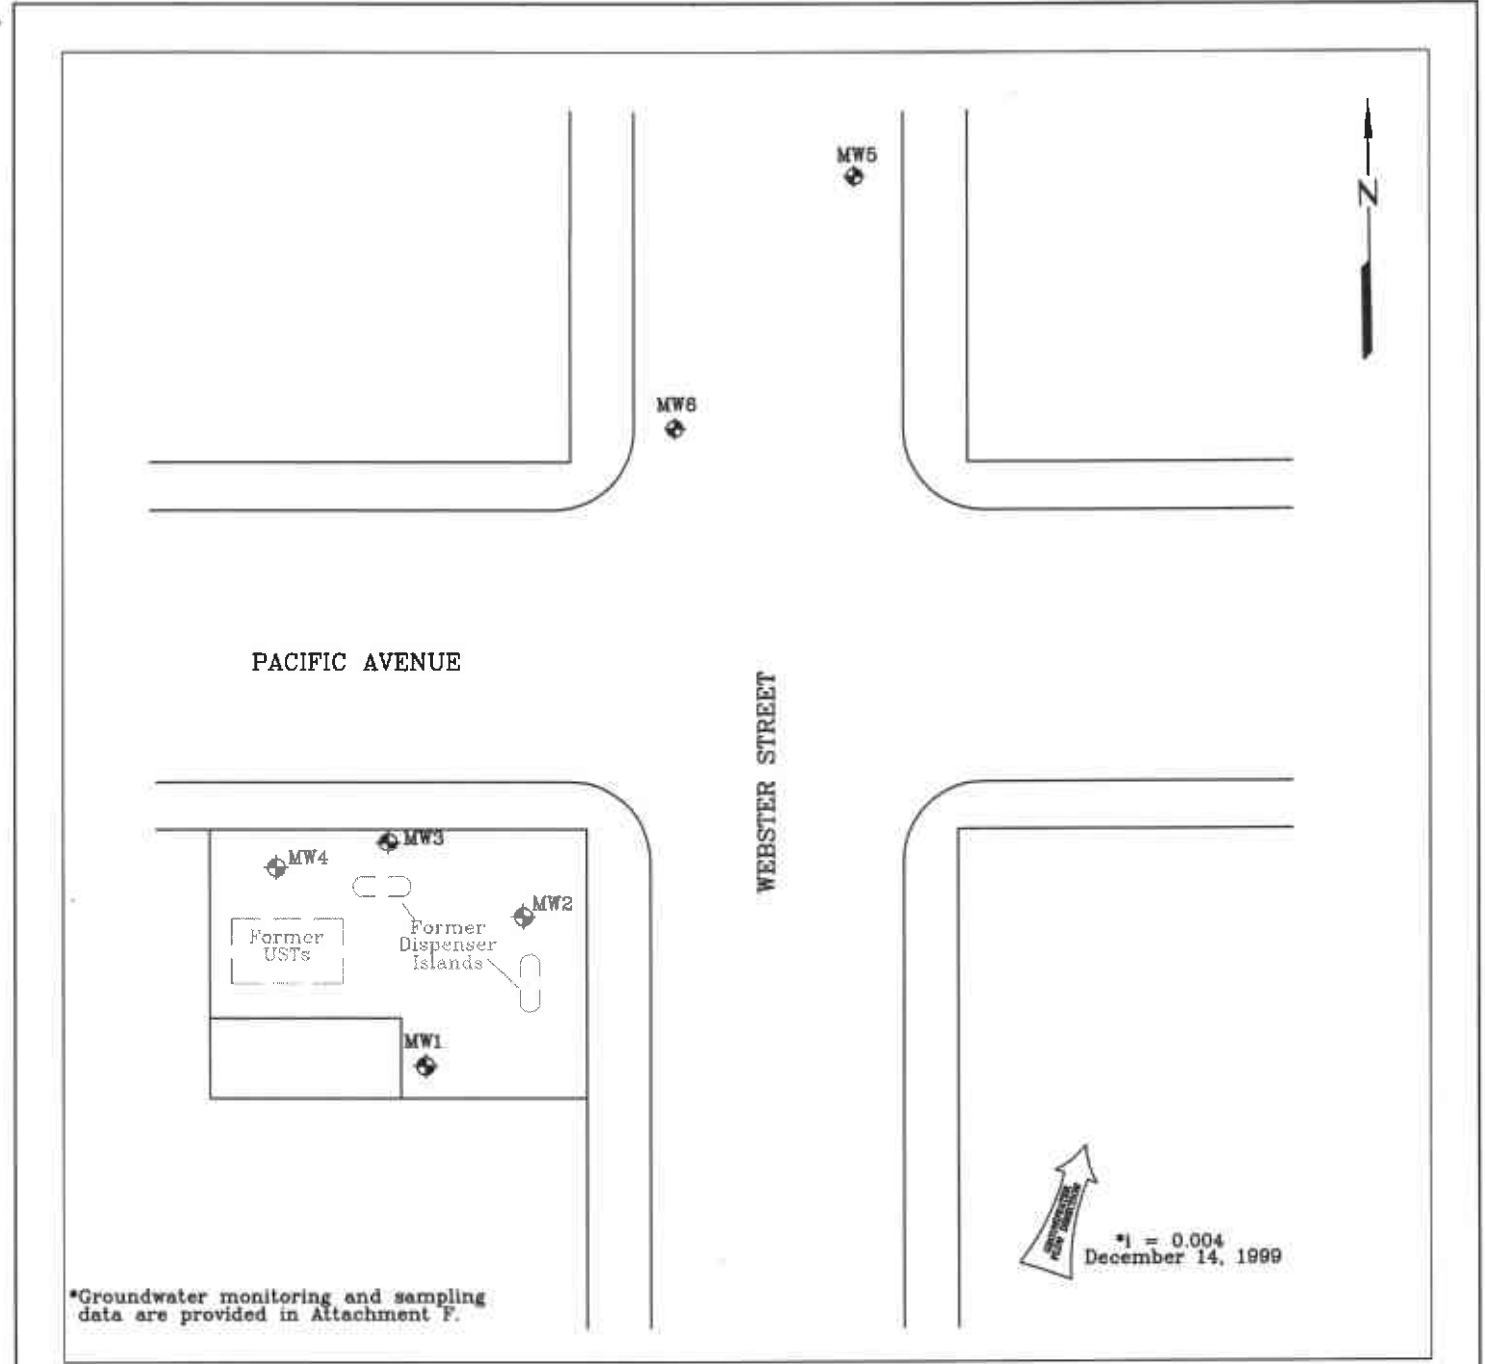 MW5
N
MW6
PACIFIC AVENUE
WEBSTER STREET
MW3
MW4
MW2
Former
USTs
Former
Dispenser
Islands
MW1
*i = 0.004
December 14, 1999
*Groundwater monitoring and sampling
data are provided in Attachment F.